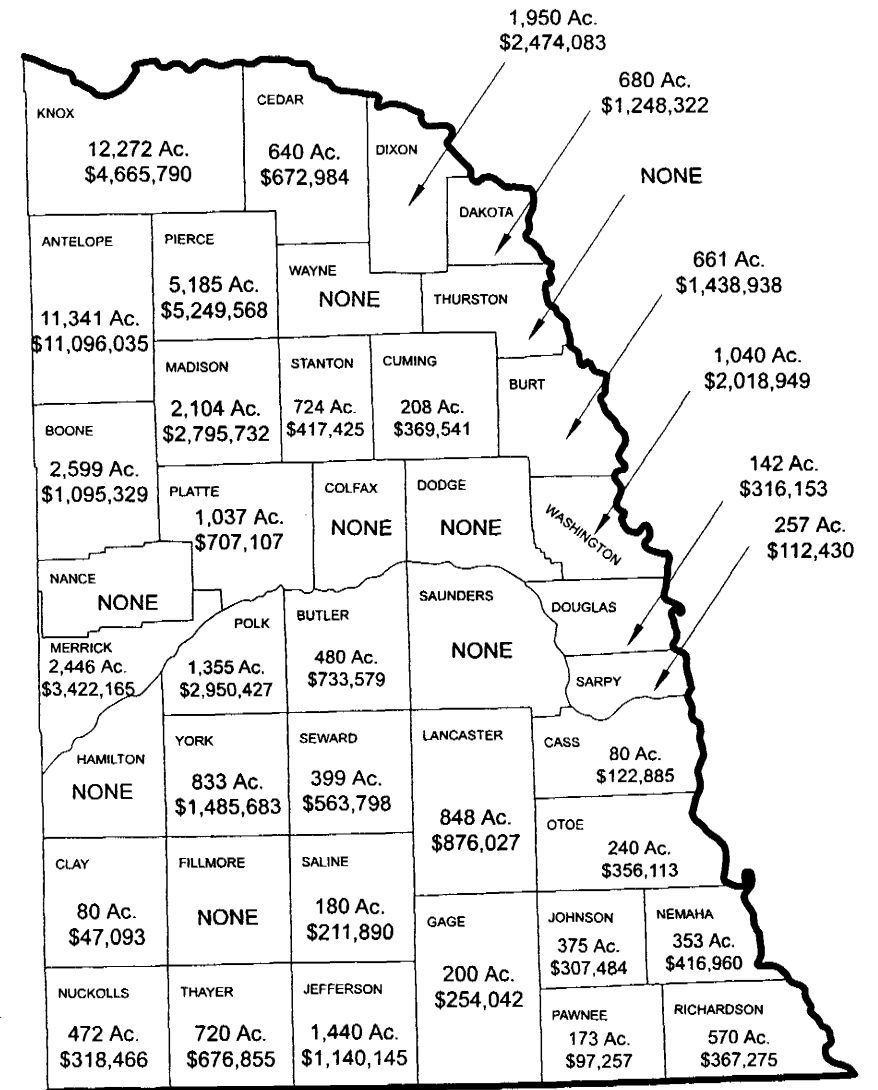 1,950 Ac.
$2,474,083
680 Ac.
$1,248,322
NONE
661 Ac.
$1,438,938
1,040 Ac.
$2,018,949
142 Ac.
$316,153
257 Ac.
$112,430
KNOX
12,272 Ac.
$4,665,790
CEDAR
640 Ac.
$672,984
DIXON
DAKOTA
ANTELOPE
11,341 Ac.
$11,096,035
PIERCE
5,185 Ac.
$5,249,568
WAYNE
NONE
THURSTON
MADISON
2,104 Ac.
$2,795,732
STANTON
724 Ac.
$417,425
CUMING
208 Ac.
$369,541
BURT
BOONE
2,599 Ac.
$1,095,329
PLATTE
1,037 Ac.
$707,107
COLFAX
NONE
DODGE
NONE
WASHINGTON
NANCE
NONE
MERRICK
2,446 Ac.
$3,422,165
POLK
1,355 Ac.
$2,950,427
BUTLER
480 Ac.
$733,579
SAUNDERS
NONE
DOUGLAS
SARPY
HAMILTON
NONE
YORK
833 Ac.
$1,485,683
SEWARD
399 Ac.
$563,798
LANCASTER
848 Ac.
$876,027
CASS
80 Ac.
$122,885
OTOE
240 Ac.
$356,113
CLAY
80 Ac.
$47,093
FILLMORE
NONE
SALINE
180 Ac.
$211,890
GAGE
200 Ac.
$254,042
JOHNSON
375 Ac.
$307,484
NEMAHA
353 Ac.
$416,960
NUCKOLLS
472 Ac.
$318,466
THAYER
720 Ac.
$676,855
JEFFERSON
1,440 Ac.
$1,140,145
PAWNEE
173 Ac.
$97,257
RICHARDSON
570 Ac.
$367,275